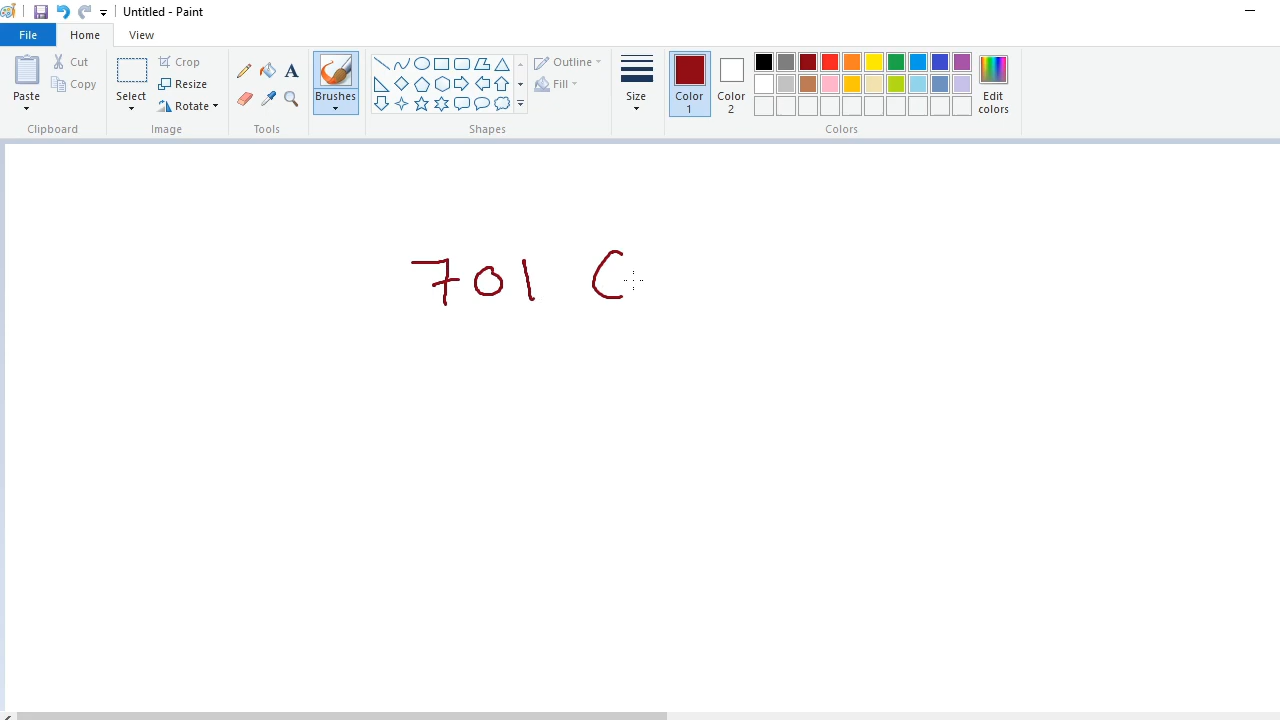 Untitled - Paint
File Home View
Paste Cut Copy Select Crop Resize Rotate Brushes Outline Fill Size Color 1 Color 2 Edit colors
Clipboard Image Tools Shapes Colors
701 C